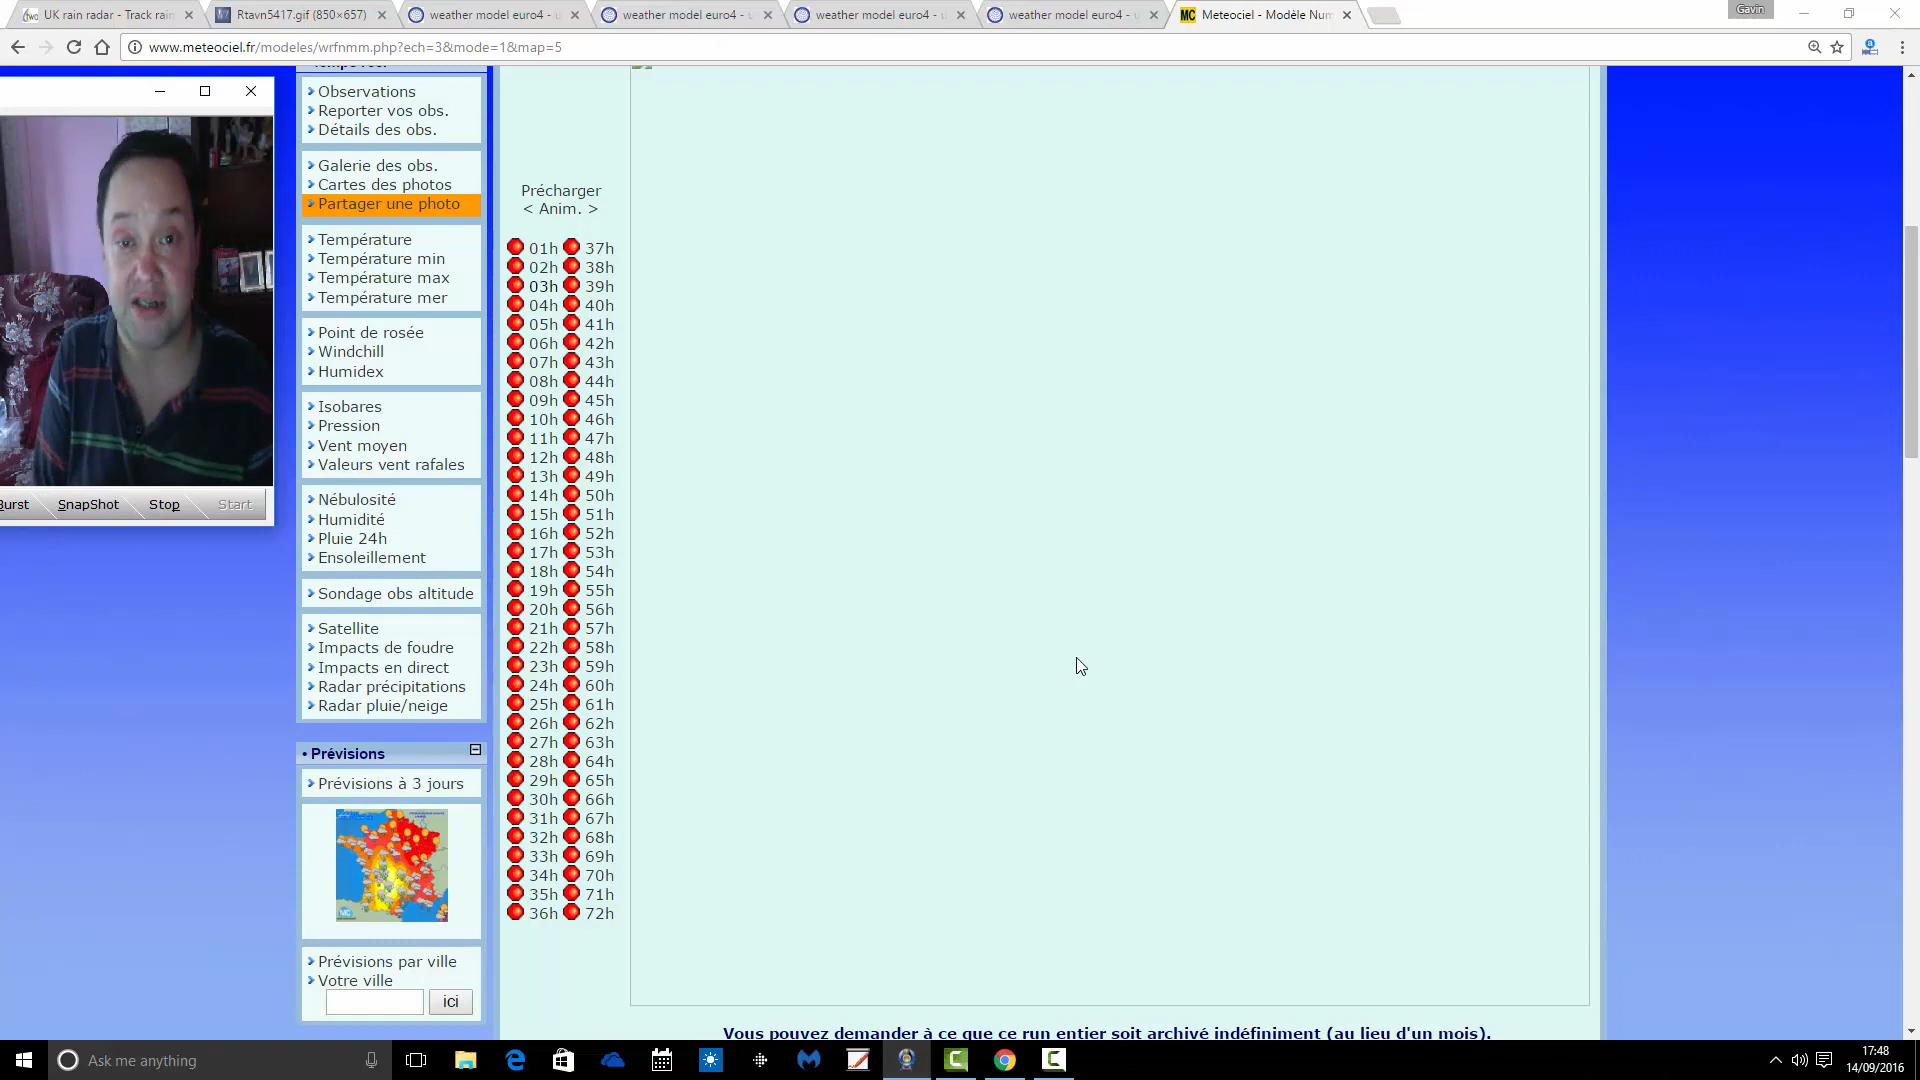 UK rain radar - Track rain
Rtavn5417.gif (850×657)
weather model euro4 - u
weather model euro4 - u
weather model euro4 - u
weather model euro4 - u
MC Meteociel - Modèle Num
Gavin
www.meteociel.fr/modeles/wrfnmm.php?ech=3&mode=1&map=5
Observations
Reporter vos obs.
Détails des obs.
Galerie des obs.
Cartes des photos
Partager une photo
Température
Température min
Température max
Température mer
Point de rosée
Windchill
Humidex
Isobares
Pression
Vent moyen
Valeurs vent rafales
Nébulosité
Humidité
Pluie 24h
Ensoleillement
Sondage obs altitude
Satellite
Impacts de foudre
Impacts en direct
Radar précipitations
Radar pluie/neige
• Prévisions
Prévisions à 3 jours
Prévisions par ville
Votre ville
ici
Burst SnapShot Stop Start
Précharger
< Anim. >
01h 37h
02h 38h
03h 39h
04h 40h
05h 41h
06h 42h
07h 43h
08h 44h
09h 45h
10h 46h
11h 47h
12h 48h
13h 49h
14h 50h
15h 51h
16h 52h
17h 53h
18h 54h
19h 55h
20h 56h
21h 57h
22h 58h
23h 59h
24h 60h
25h 61h
26h 62h
27h 63h
28h 64h
29h 65h
30h 66h
31h 67h
32h 68h
33h 69h
34h 70h
35h 71h
36h 72h
Vous pouvez demander à ce que ce run entier soit archivé indéfiniment (au lieu d'un mois).
Ask me anything
17:48
14/09/2016